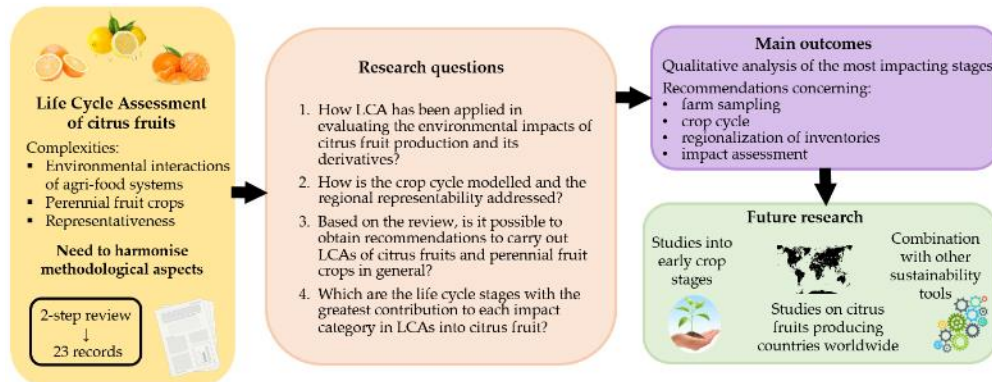 Life Cycle Assessment
of citrus fruits
Complexities:
▪ Environmental interactions
of agri-food systems
▪ Perennial fruit crops
▪ Representativeness
Need to harmonise
methodological aspects
2-step review
↓
23 records
Research questions
1. How LCA has been applied in
evaluating the environmental impacts of
citrus fruit production and its
derivatives?
2. How is the crop cycle modelled and the
regional representability addressed?
3. Based on the review, is it possible to
obtain recommendations to carry out
LCAs of citrus fruits and perennial fruit
crops in general?
4. Which are the life cycle stages with the
greatest contribution to each impact
category in LCAs into citrus fruit?
Main outcomes
Qualitative analysis of the most impacting stages
Recommendations concerning:
• farm sampling
• crop cycle
• regionalization of inventories
• impact assessment
Future research
Studies into
early crop
stages
Studies on citrus
fruits producing
countries worldwide
Combination
with other
sustainability
tools